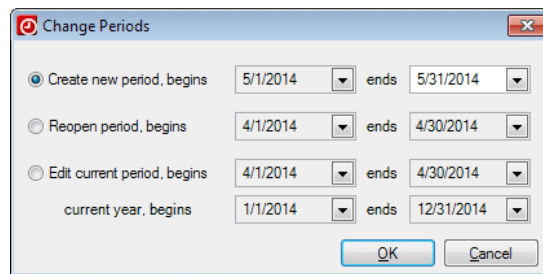 Change Periods
Create new period, begins 5/1/2014 ends 5/31/2014
Reopen period, begins 4/1/2014 ends 4/30/2014
Edit current period, begins 4/1/2014 ends 4/30/2014
current year, begins 1/1/2014 ends 12/31/2014
OK Cancel